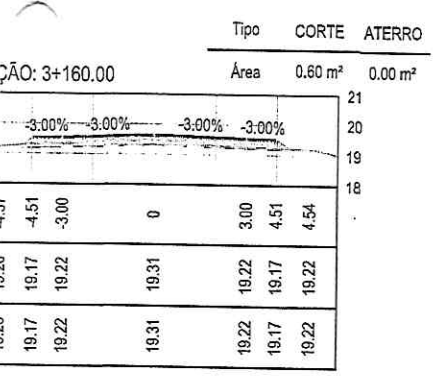 Tipo CORTE ATERRO
ÇÃO: 3+160.00 Área 0.60 m² 0.00 m²
21
-3.00% -3.00% -3.00% -3.00% 20
19
18
-4.51 -3.00 0 3.00 4.51 4.54
19.17 19.22 19.31 19.22 19.17 19.22
19.17 19.22 19.31 19.22 19.17 19.22